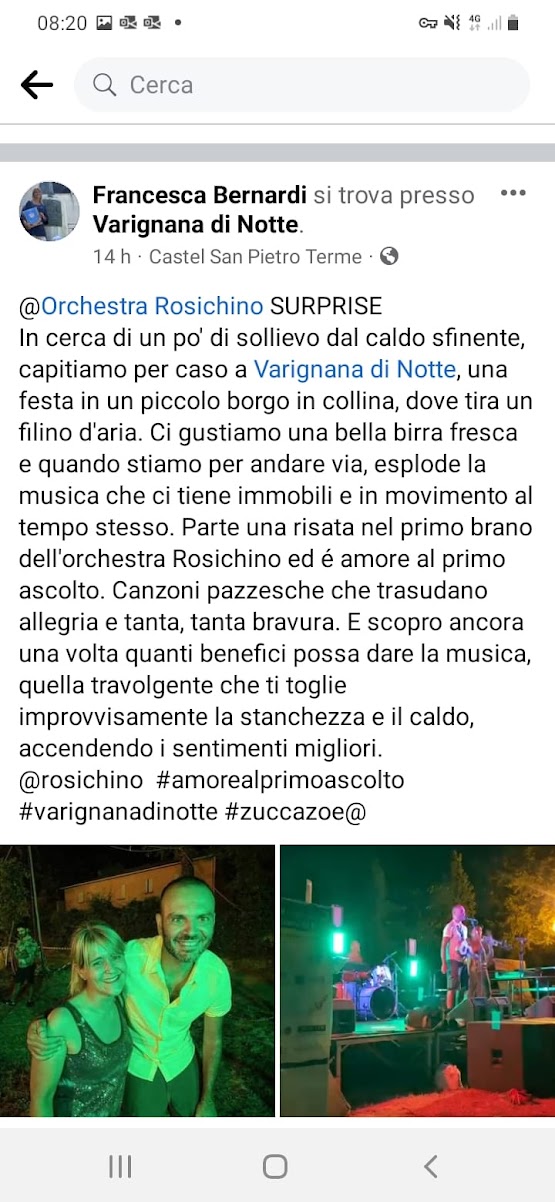 08:20
4G
Cerca
Francesca Bernardi si trova presso
Varignana di Notte.
14 h · Castel San Pietro Terme ·
@Orchestra Rosichino SURPRISE
In cerca di un po' di sollievo dal caldo sfinente,
capitiamo per caso a Varignana di Notte, una
festa in un piccolo borgo in collina, dove tira un
filino d'aria. Ci gustiamo una bella birra fresca
e quando stiamo per andare via, esplode la
musica che ci tiene immobili e in movimento al
tempo stesso. Parte una risata nel primo brano
dell'orchestra Rosichino ed é amore al primo
ascolto. Canzoni pazzesche che trasudano
allegria e tanta, tanta bravura. E scopro ancora
una volta quanti benefici possa dare la musica,
quella travolgente che ti toglie
improvvisamente la stanchezza e il caldo,
accendendo i sentimenti migliori.
@rosichino #amorealprimoascolto
#varignanadinotte #zuccazoe@